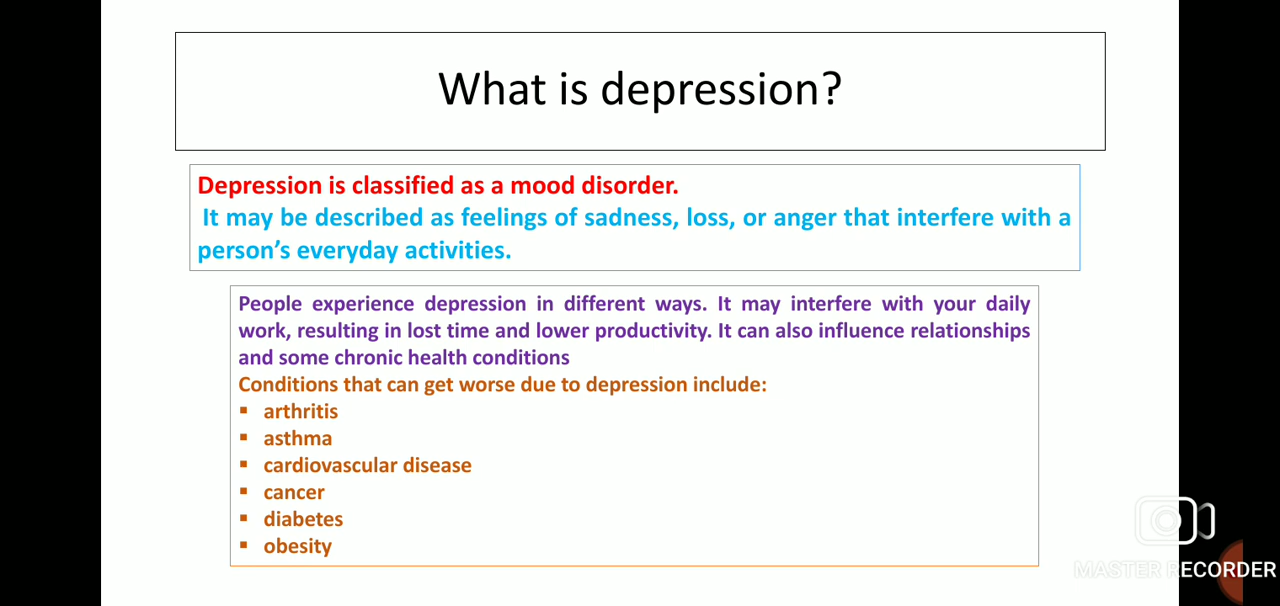 What is depression?
Depression is classified as a mood disorder.
It may be described as feelings of sadness, loss, or anger that interfere with a
person’s everyday activities.
People experience depression in different ways. It may interfere with your daily
work, resulting in lost time and lower productivity. It can also influence relationships
and some chronic health conditions
Conditions that can get worse due to depression include:
▪ arthritis
▪ asthma
▪ cardiovascular disease
▪ cancer
▪ diabetes
▪ obesity
MASTER RECORDER